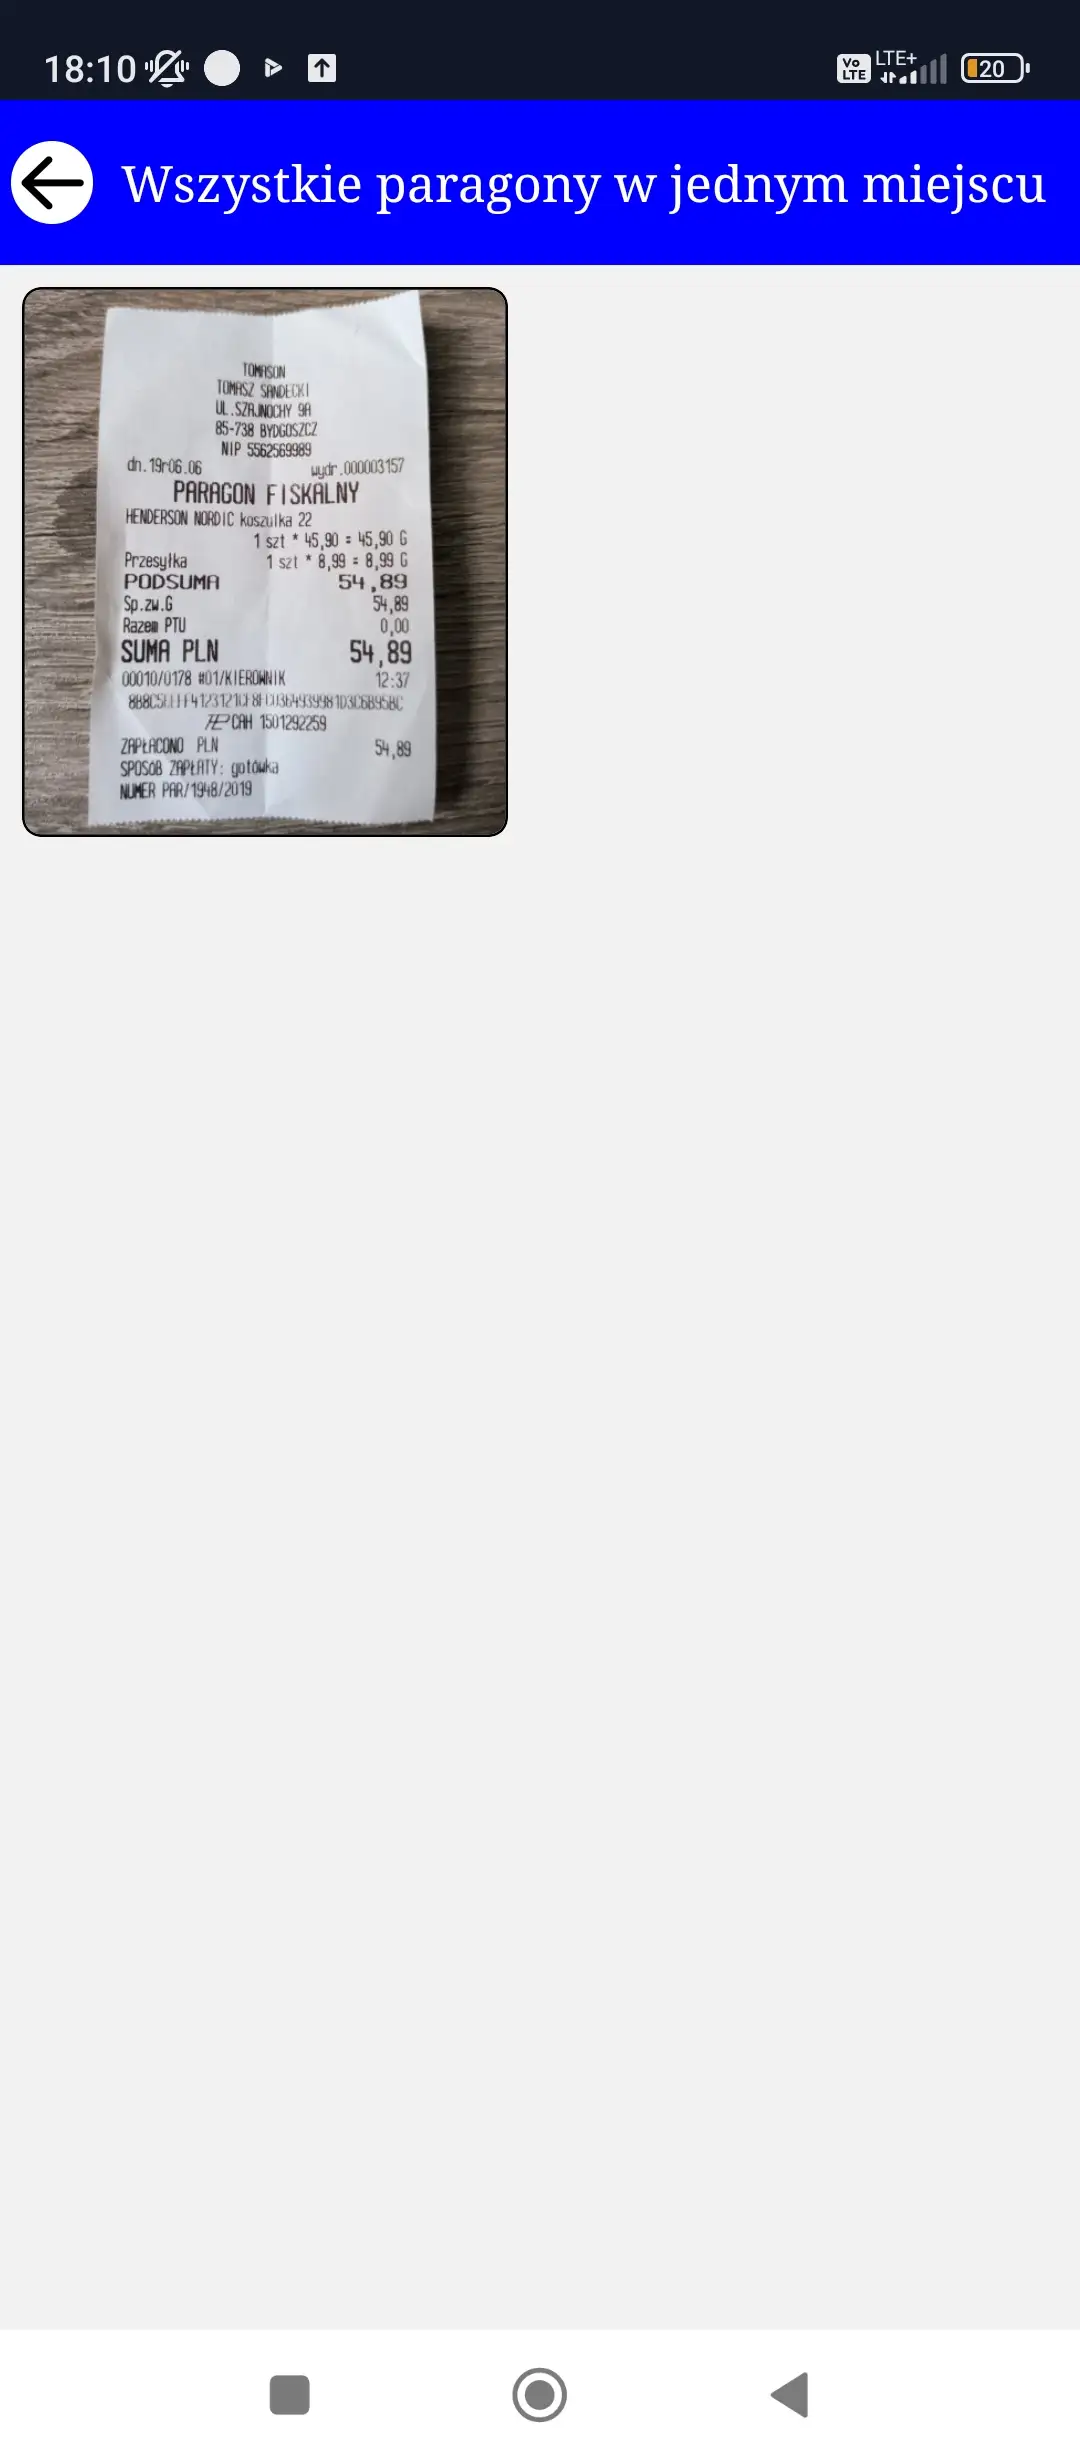 18:10
Vo LTE
LTE+
20
Wszystkie paragony w jednym miejscu
TOMASON
TOMASZ SANDECKI
UL.SZAJNOCHY 9A
85-738 BYDGOSZCZ
NIP 5562569989
dn.19r06.06 wydr.000003157
PARAGON FISKALNY
HENDERSON NORDIC koszulka 22
1 szt * 45,90 = 45,90 G
Przesyłka 1 szt * 8,99 = 8,99 G
PODSUMA 54,89
Sp.zw.G 54,89
Razem PTU 0,00
SUMA PLN 54,89
00010/0178 #01/KIEROWNIK 12:37
CAH 1501292259
ZAPŁACONO PLN 54,89
SPOSÓB ZAPŁATY: gotówka
NUMER PAR/1948/2019